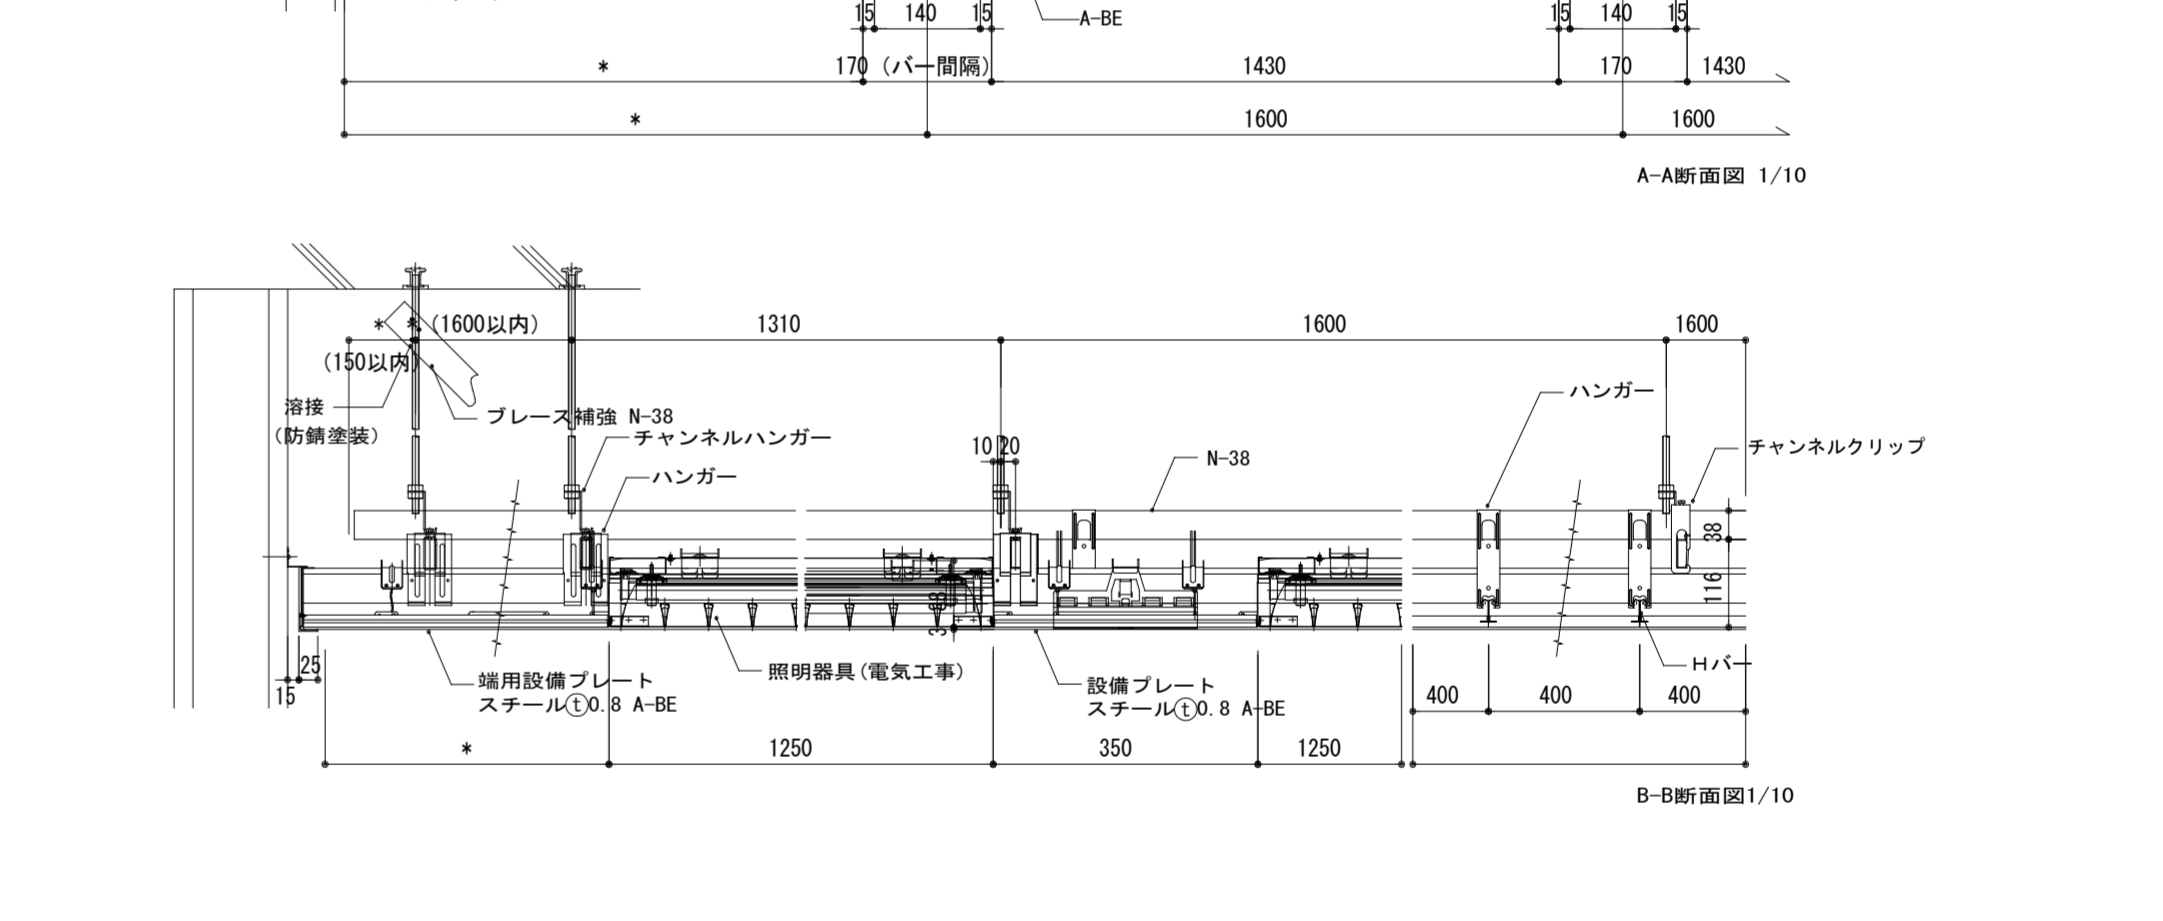 15 140 15
A-BE
15 140 15
* 170 (バー間隔) 1430 170 1430
* 1600 1600
A-A断面図 1/10
* * (1600以内) 1310 1600 1600
(150以内)
ハンガー
溶接
(防錆塗装)
ブレース補強 N-38
チャンネルハンガー
10 20
N-38
チャンネルクリップ
ハンガー
38
116
3
25
15
端用設備プレート
スチールⓣ0.8 A-BE
照明器具(電気工事)
設備プレート
スチールⓣ0.8 A-BE
Hバー
400 400 400
* 1250 350 1250
B-B断面図1/10